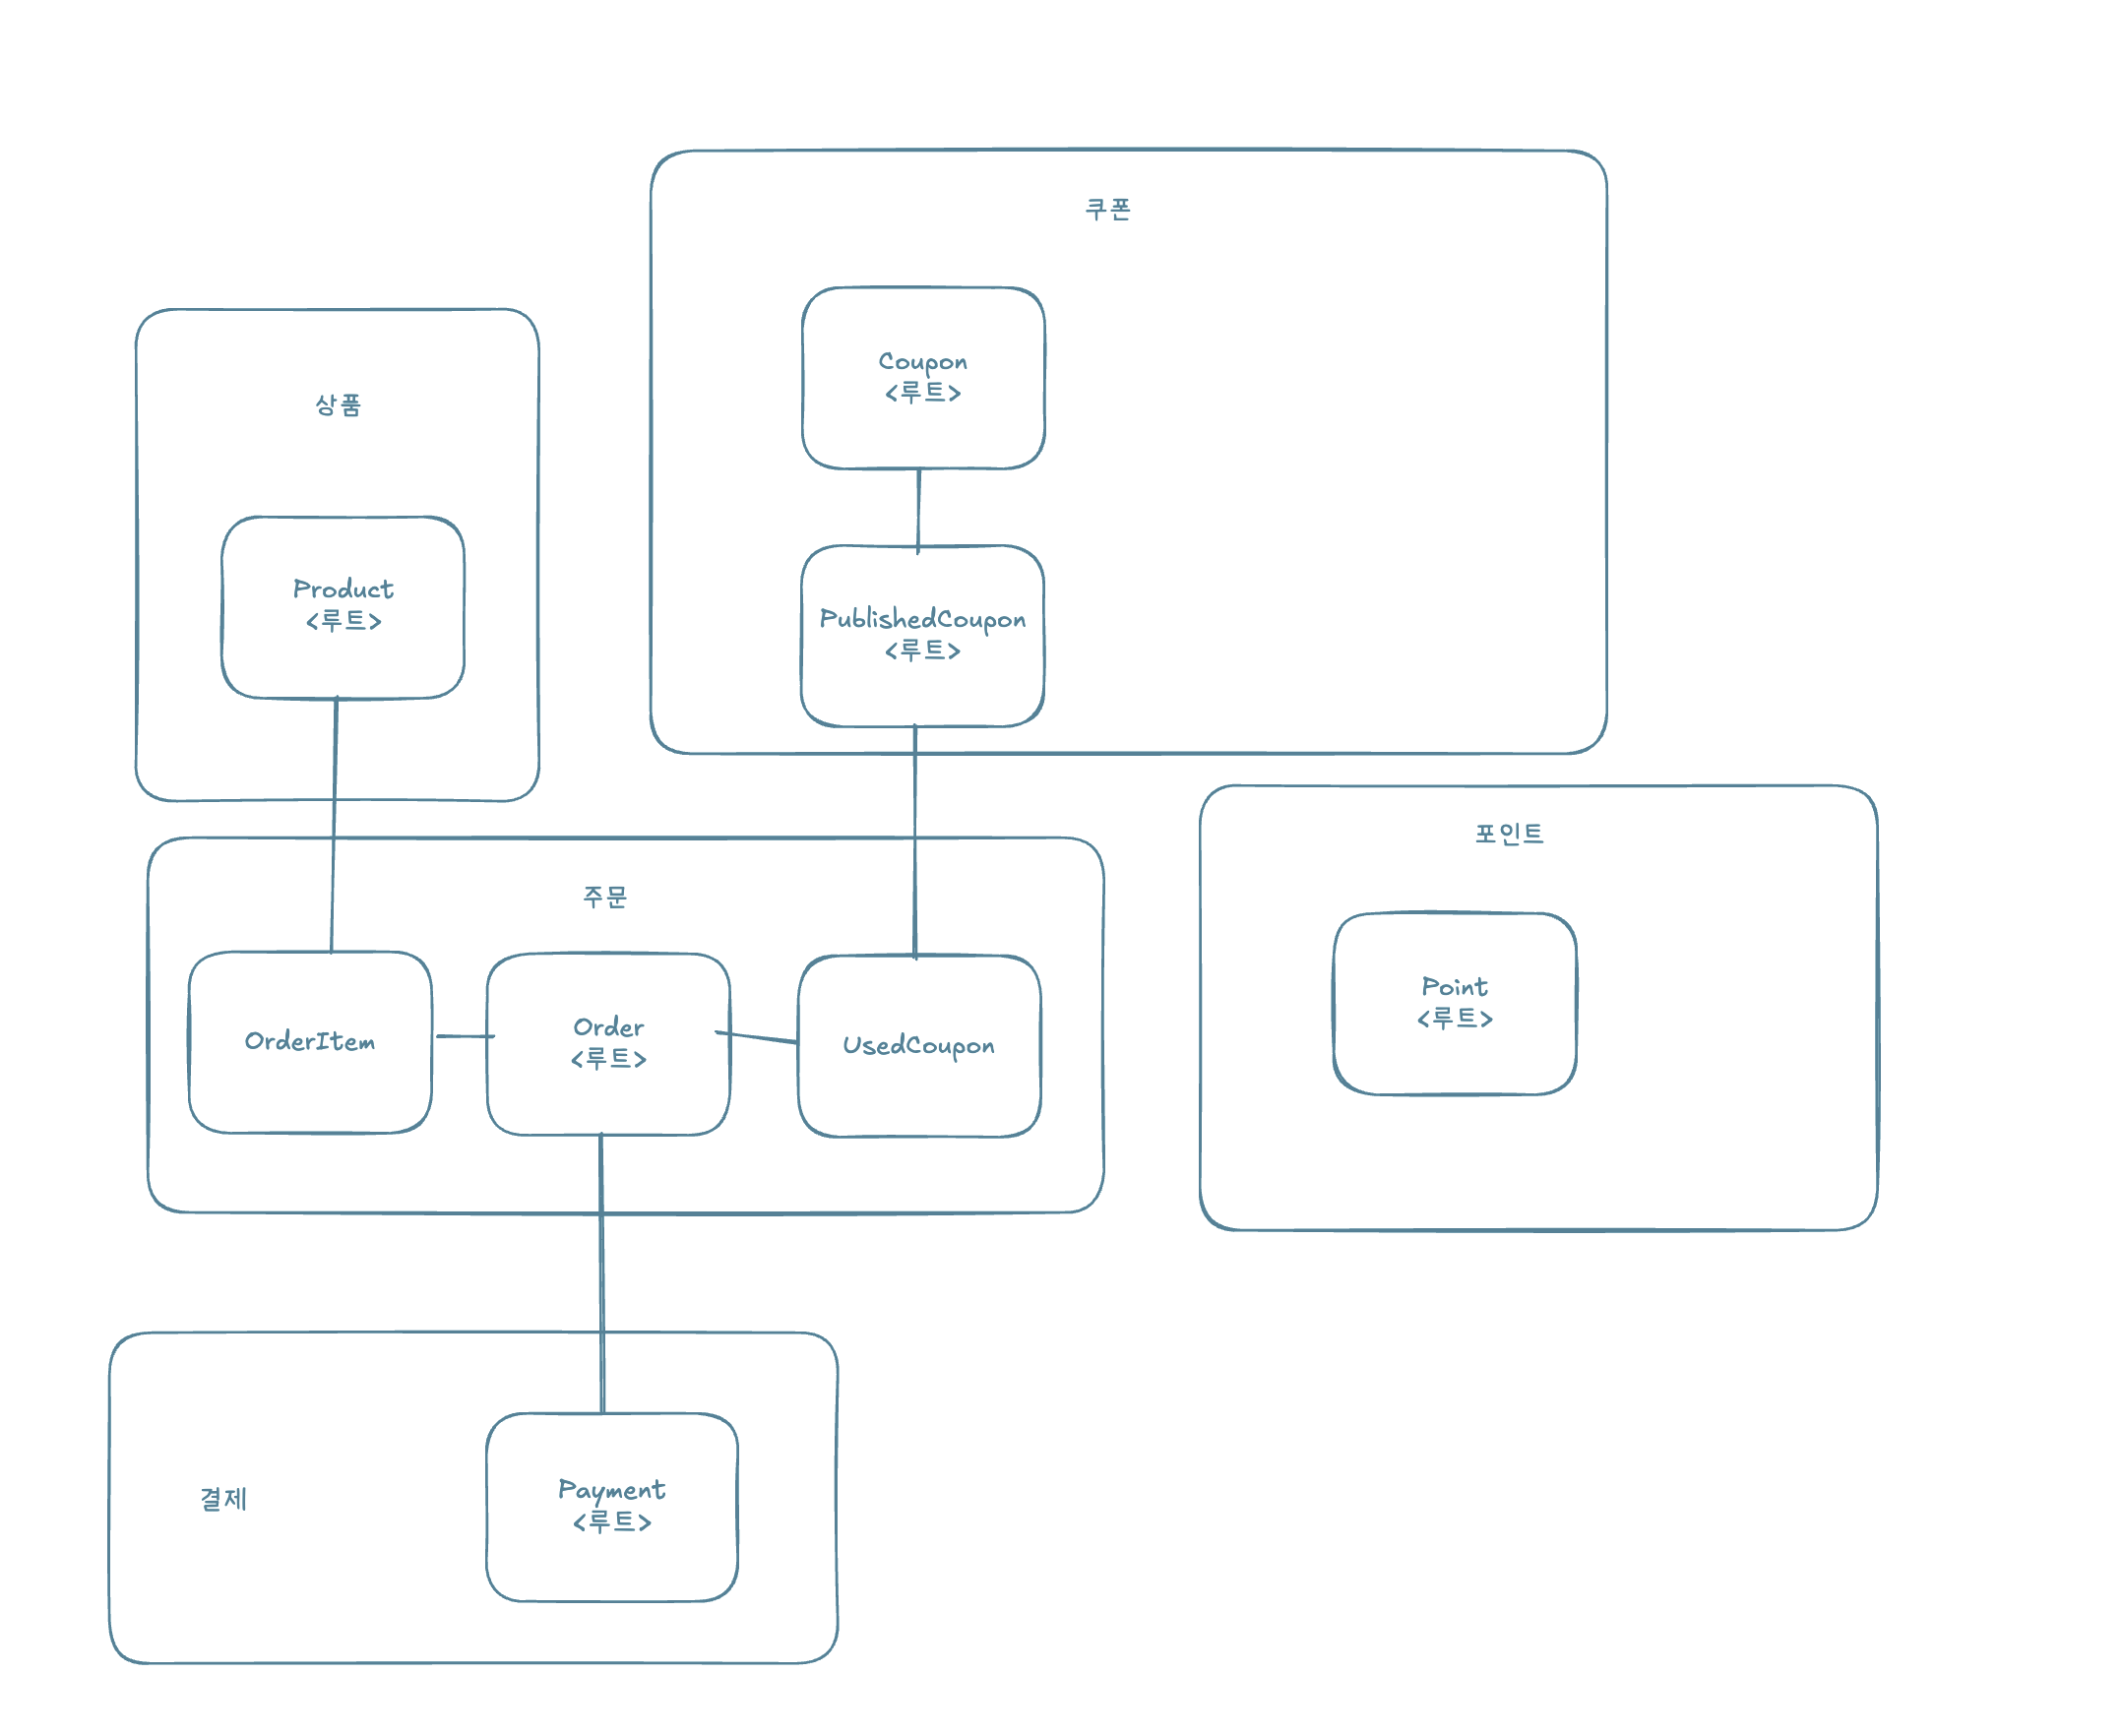 쿠폰
Coupon
<루트>
상품
Product
<루트>
PublishedCoupon
<루트>
포인트
Point
<루트>
주문
OrderItem
Order
<루트>
UsedCoupon
결제
Payment
<루트>